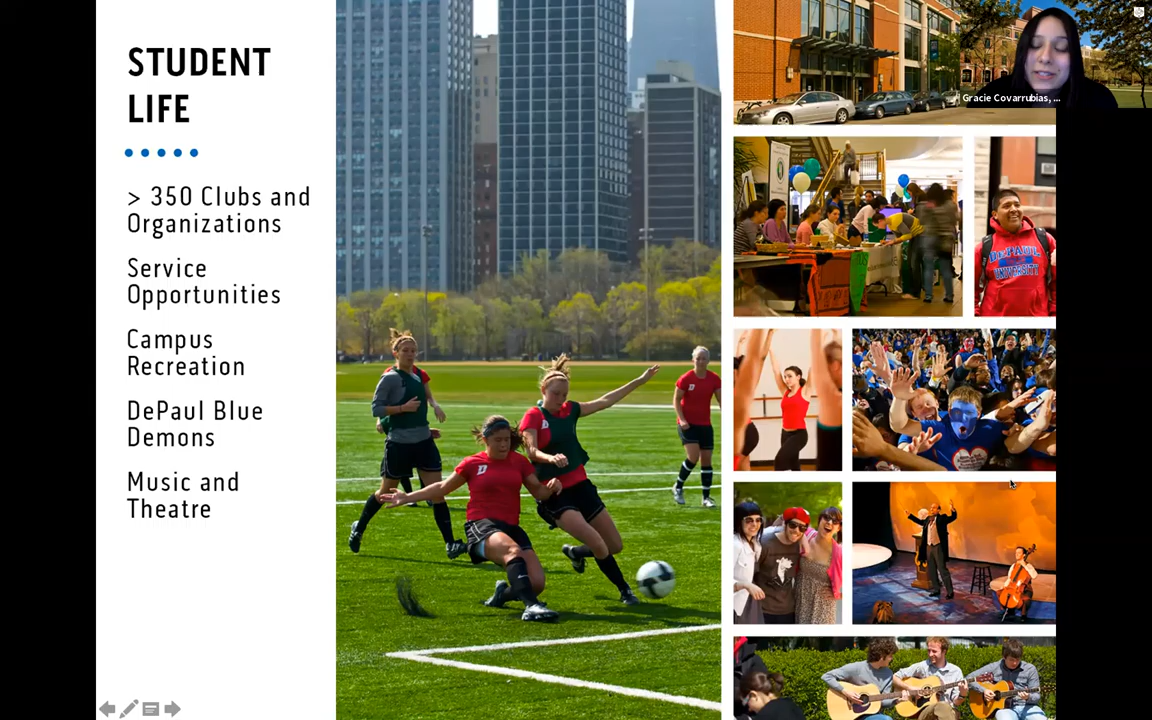 STUDENT
LIFE
> 350 Clubs and
Organizations
Service
Opportunities
Campus
Recreation
DePaul Blue
Demons
Music and
Theatre
Gracie Covarrubias, ...
DEPAUL
UNIVERSITY
D
D